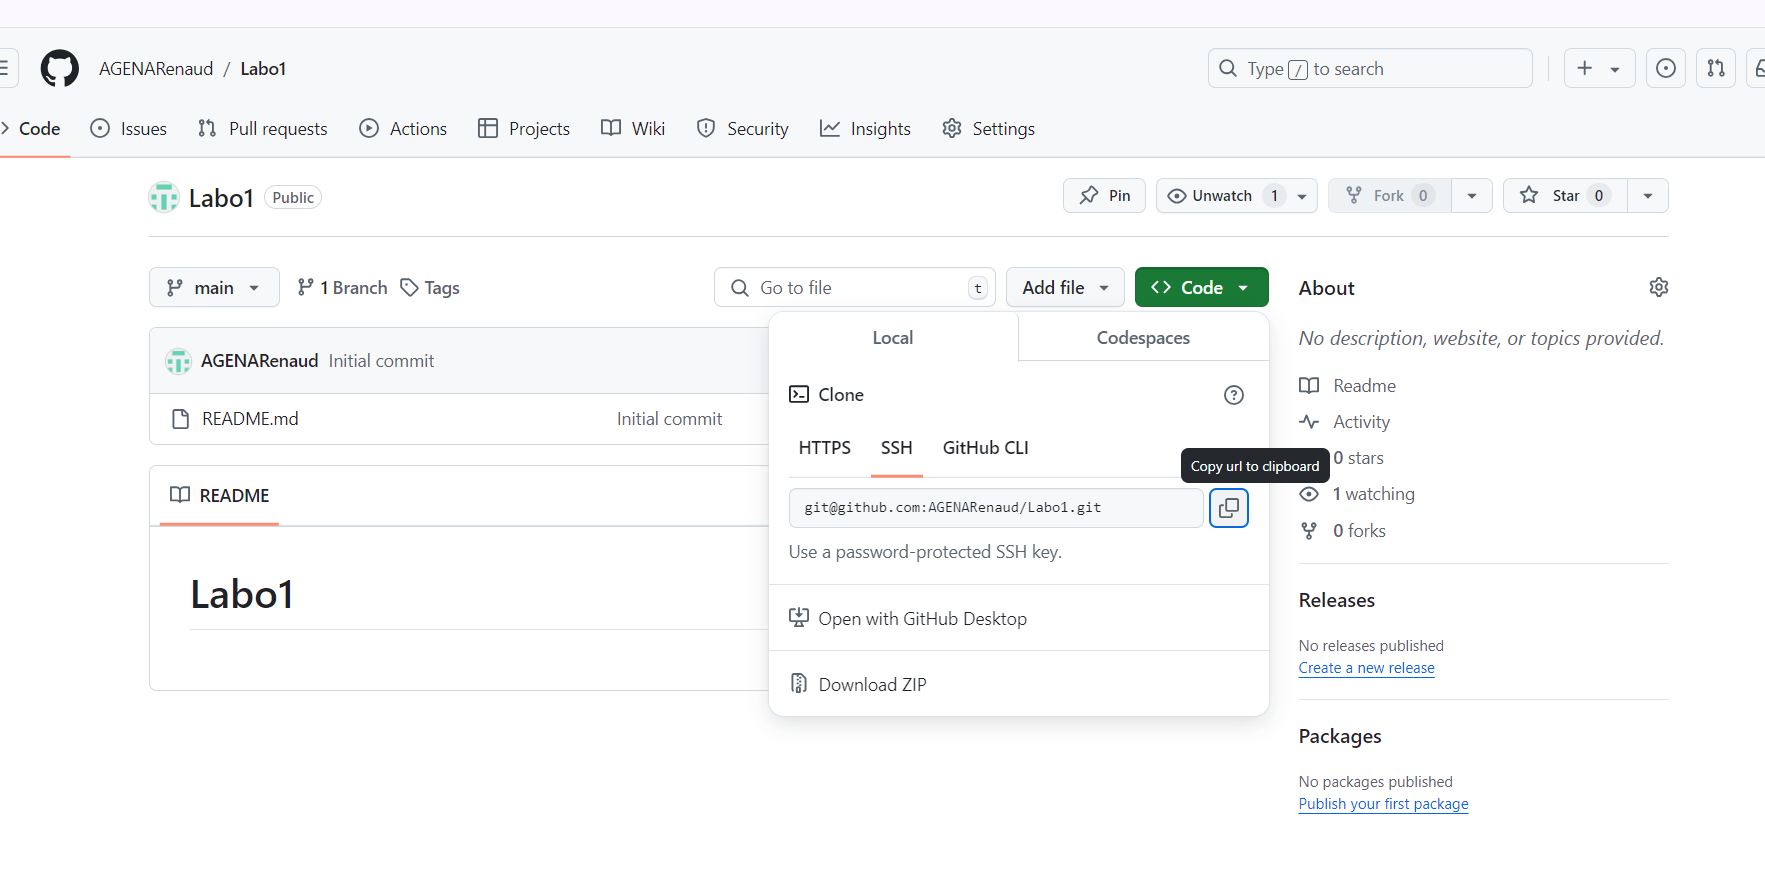 AGENARenaud / Labo1
Type / to search
Code Issues Pull requests Actions Projects Wiki Security Insights Settings
Labo1 Public
Pin Unwatch 1 Fork 0 Star 0
main 1 Branch Tags
Go to file t Add file Code
Local Codespaces
Clone
HTTPS SSH GitHub CLI
Copy url to clipboard
git@github.com:AGENARenaud/Labo1.git
Use a password-protected SSH key.
Open with GitHub Desktop
Download ZIP
AGENARenaud Initial commit
README.md Initial commit
README
Labo1
About
No description, website, or topics provided.
Readme
Activity
0 stars
1 watching
0 forks
Releases
No releases published
Create a new release
Packages
No packages published
Publish your first package